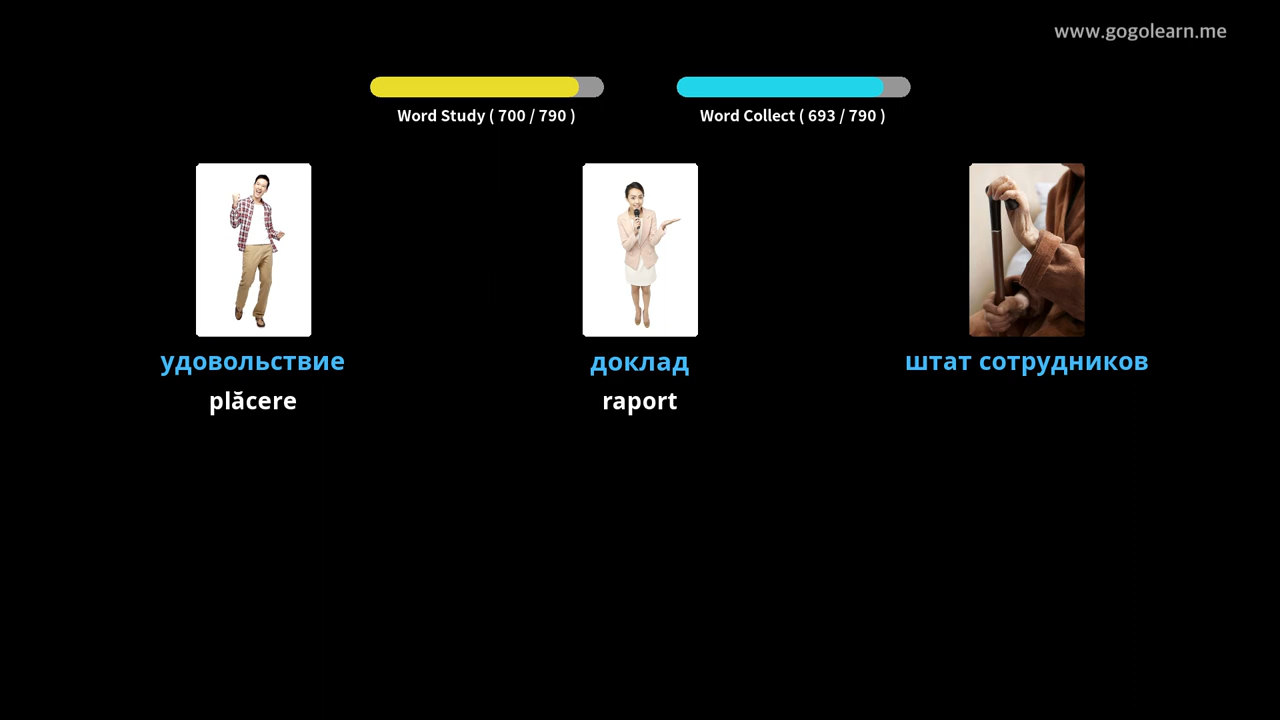 www.gogolearn.me
Word Study ( 700 / 790 )
Word Collect ( 693 / 790 )
удовольствие
доклад
штат сотрудников
plăcere
raport